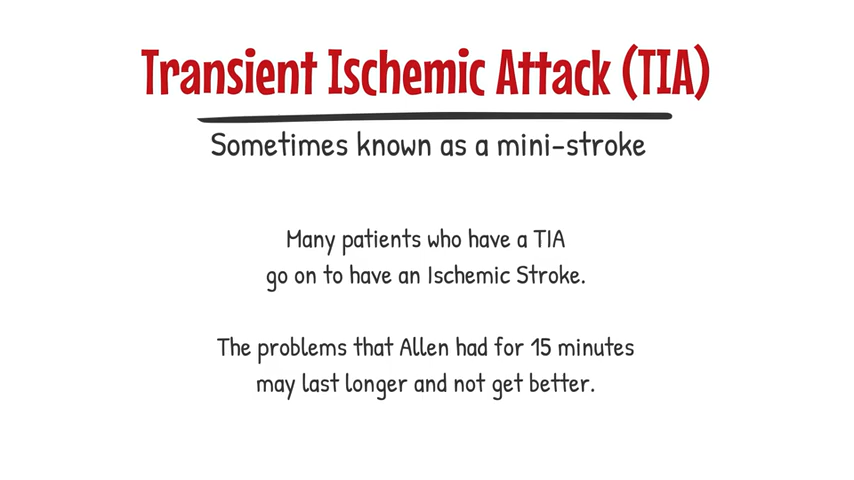 Transient Ischemic Attack (TIA)
Sometimes known as a mini-stroke
Many patients who have a TIA
go on to have an Ischemic Stroke.
The problems that Allen had for 15 minutes
may last longer and not get better.